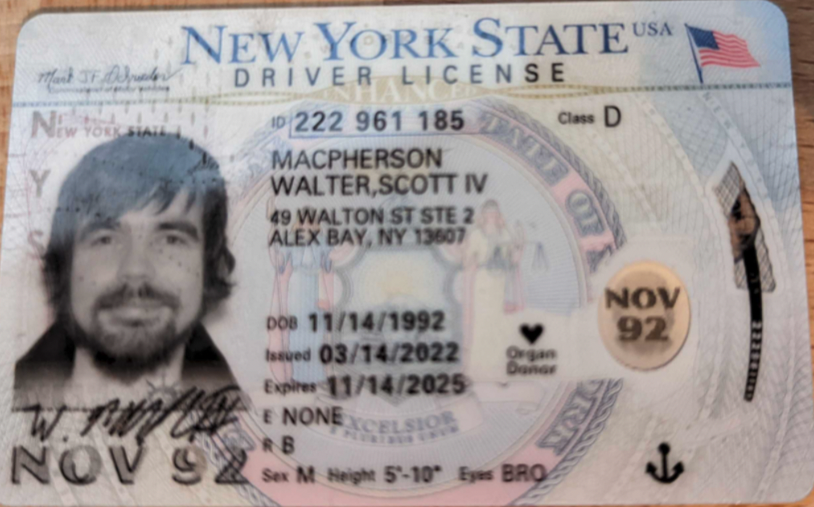 NEW YORK STATE USA
DRIVER LICENSE
ENHANCED
ID 222 961 185 Class D
NEW YORK STATE
MACPHERSON
WALTER,SCOTT IV
49 WALTON ST STE 2
ALEX BAY, NY 13607
DOB 11/14/1992
Issued 03/14/2022
Expires 11/14/2025
Organ
Donor
NOV
92
E NONE
EXCELSIOR
R B
NOV 92
Sex M Height 5'-10" Eyes BRO